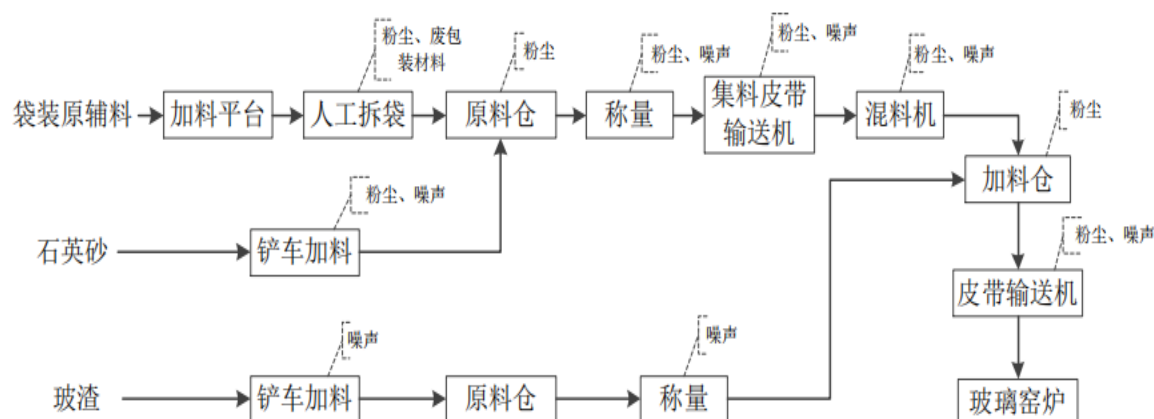 粉尘、废包
装材料
粉尘
粉尘、噪声
粉尘、噪声
粉尘、噪声
袋装原辅料
加料平台
人工拆袋
原料仓
称量
集料皮带
输送机
混料机
粉尘
加料仓
粉尘、噪声
石英砂
铲车加料
粉尘、噪声
皮带输送机
噪声
噪声
玻渣
铲车加料
原料仓
称量
玻璃窑炉